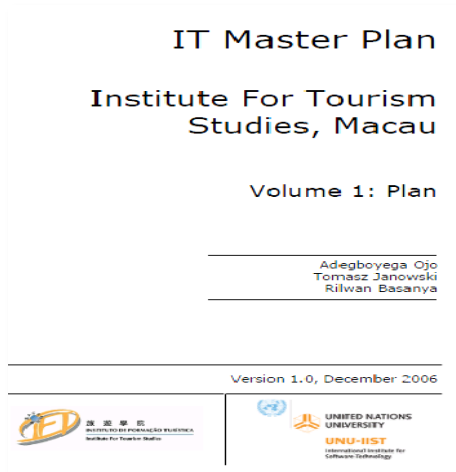 IT Master Plan
Institute For Tourism
Studies, Macau
Volume 1: Plan
Adegboyega Ojo
Tomasz Janowski
Rilwan Basanya
Version 1.0, December 2006
旅 遊 學 院
INSTITUTO DE FORMAÇÃO TURÍSTICA
Institute for Tourism Studies
UNITED NATIONS
UNIVERSITY
UNU-IIST
International Institute for
Software Technology